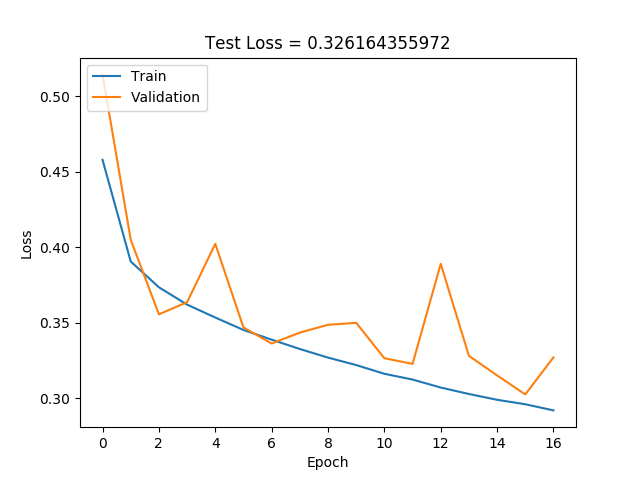 Test Loss = 0.326164355972
Train
Validation
0.50
0.45
0.40
0.35
0.30
Loss
0 2 4 6 8 10 12 14 16
Epoch